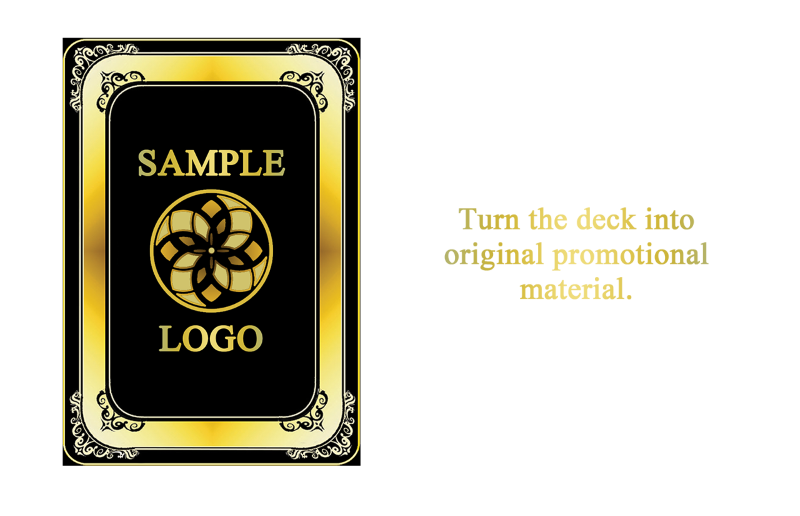 SAMPLE
LOGO
Turn the deck into
original promotional
material.